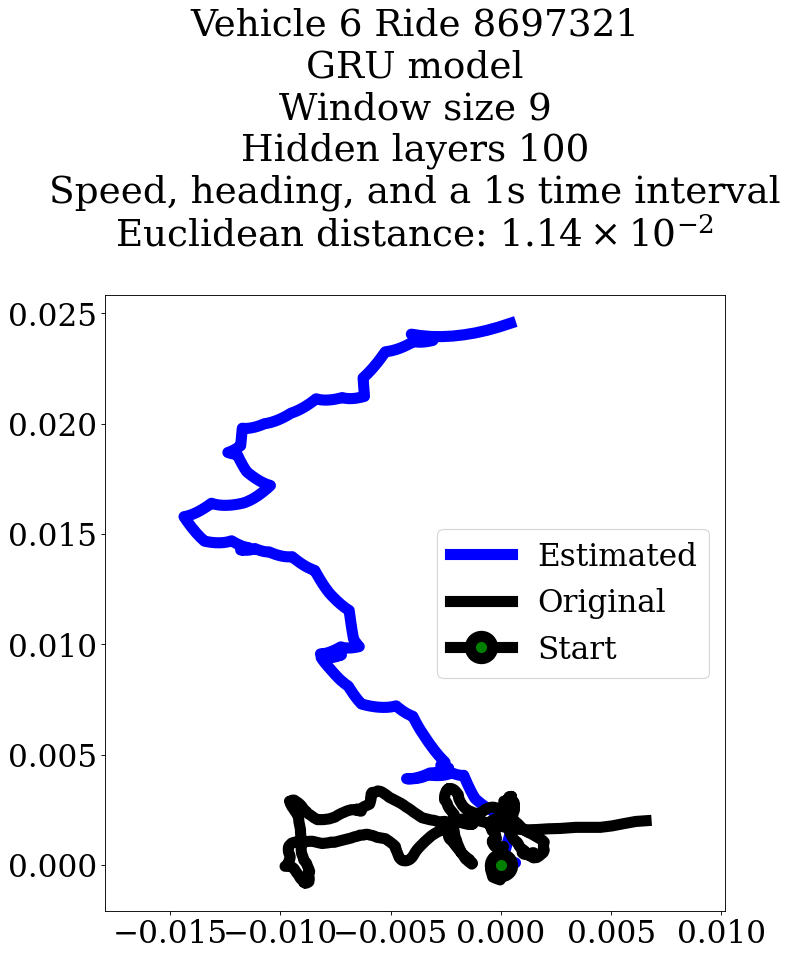 Vehicle 6 Ride 8697321
GRU model
Window size 9
Hidden layers 100
Speed, heading, and a 1s time interval
Euclidean distance: 1.14 × 10⁻²
0.025
0.020
0.015
0.010
0.005
0.000
Estimated
Original
Start
−0.015 −0.010 −0.005 0.000 0.005 0.010